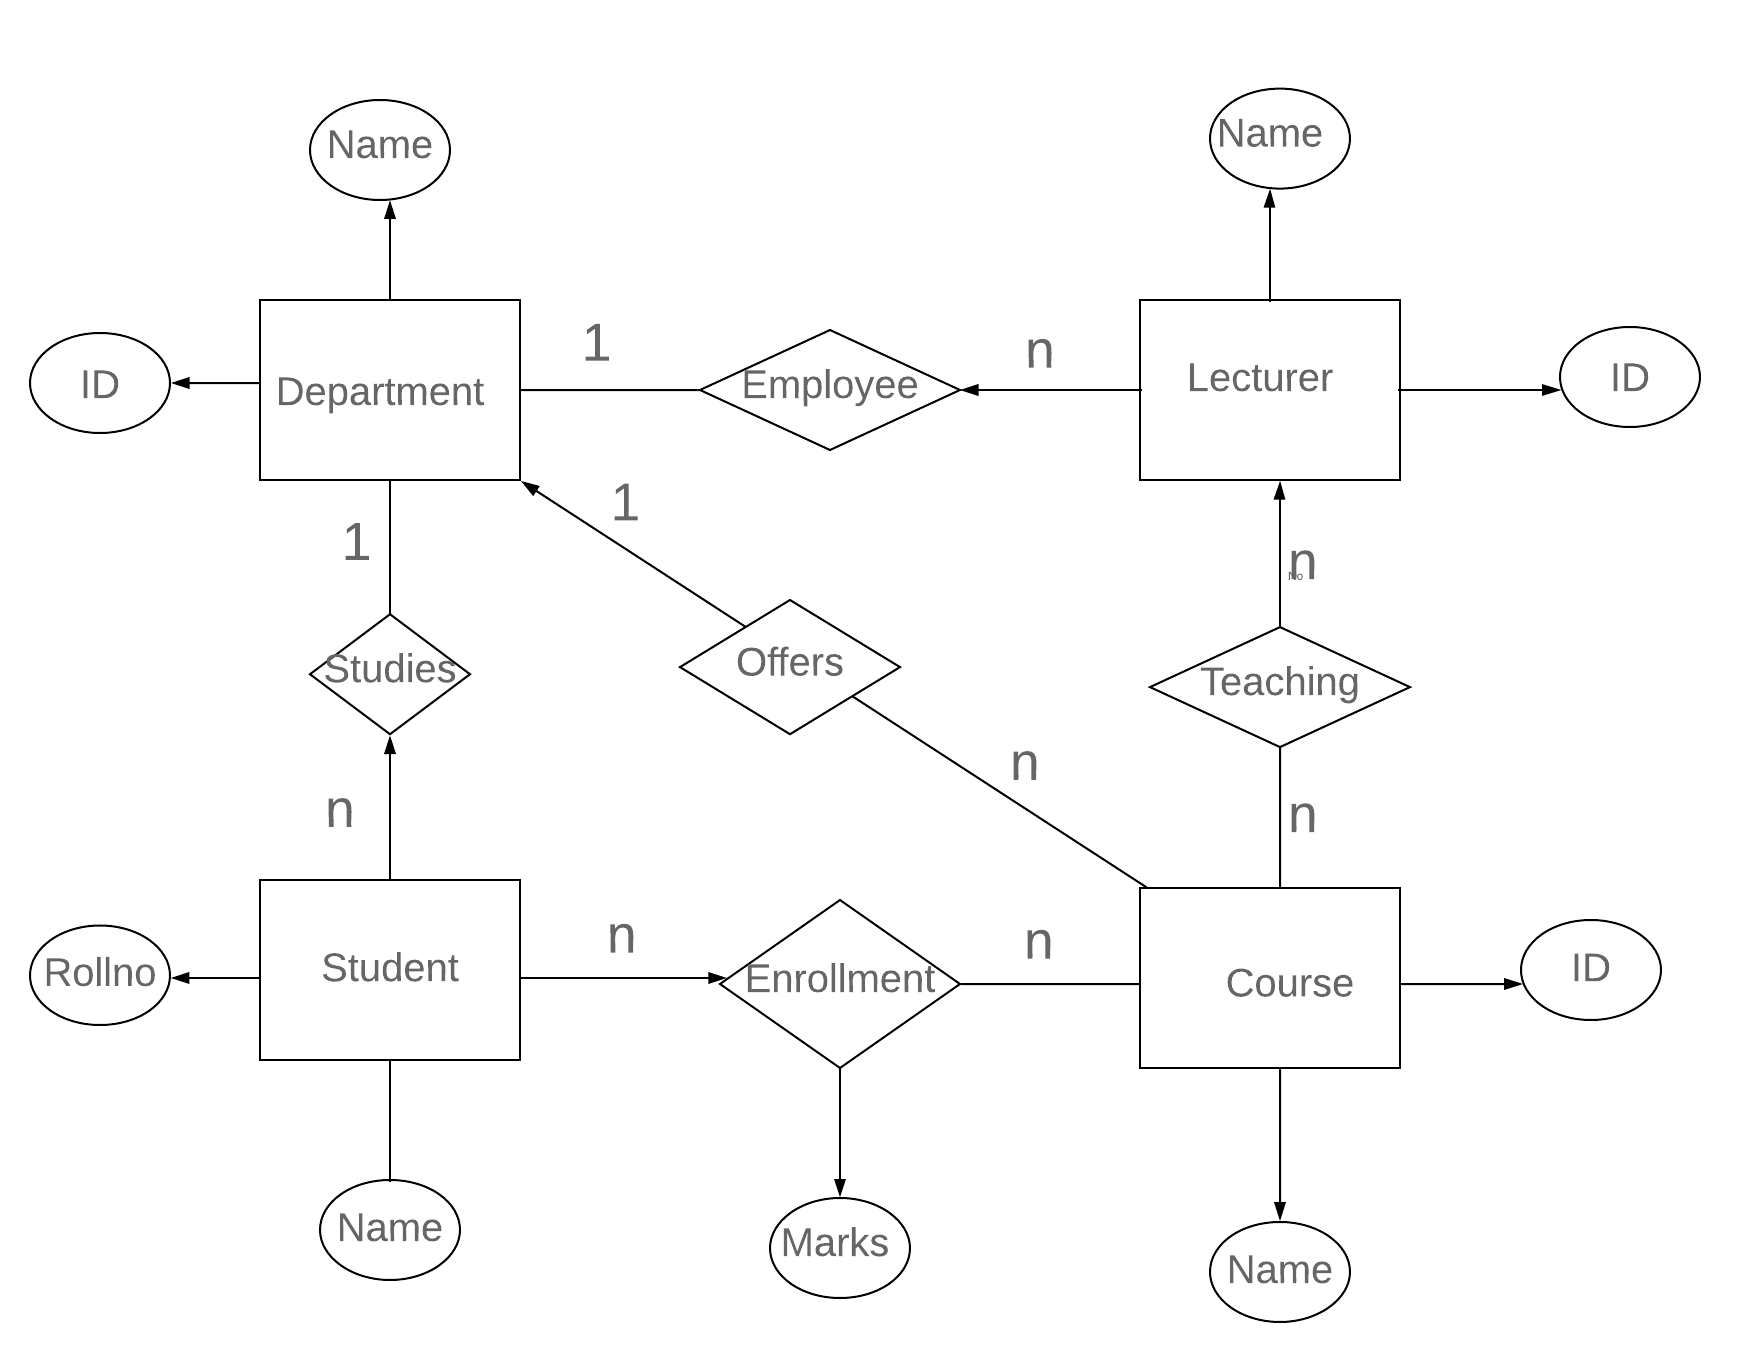 Name
Name
1
n
ID
Department
Employee
Lecturer
ID
1
1
n
No
Studies
Offers
Teaching
n
n
n
n
n
Rollno
Student
Enrollment
Course
ID
Name
Marks
Name